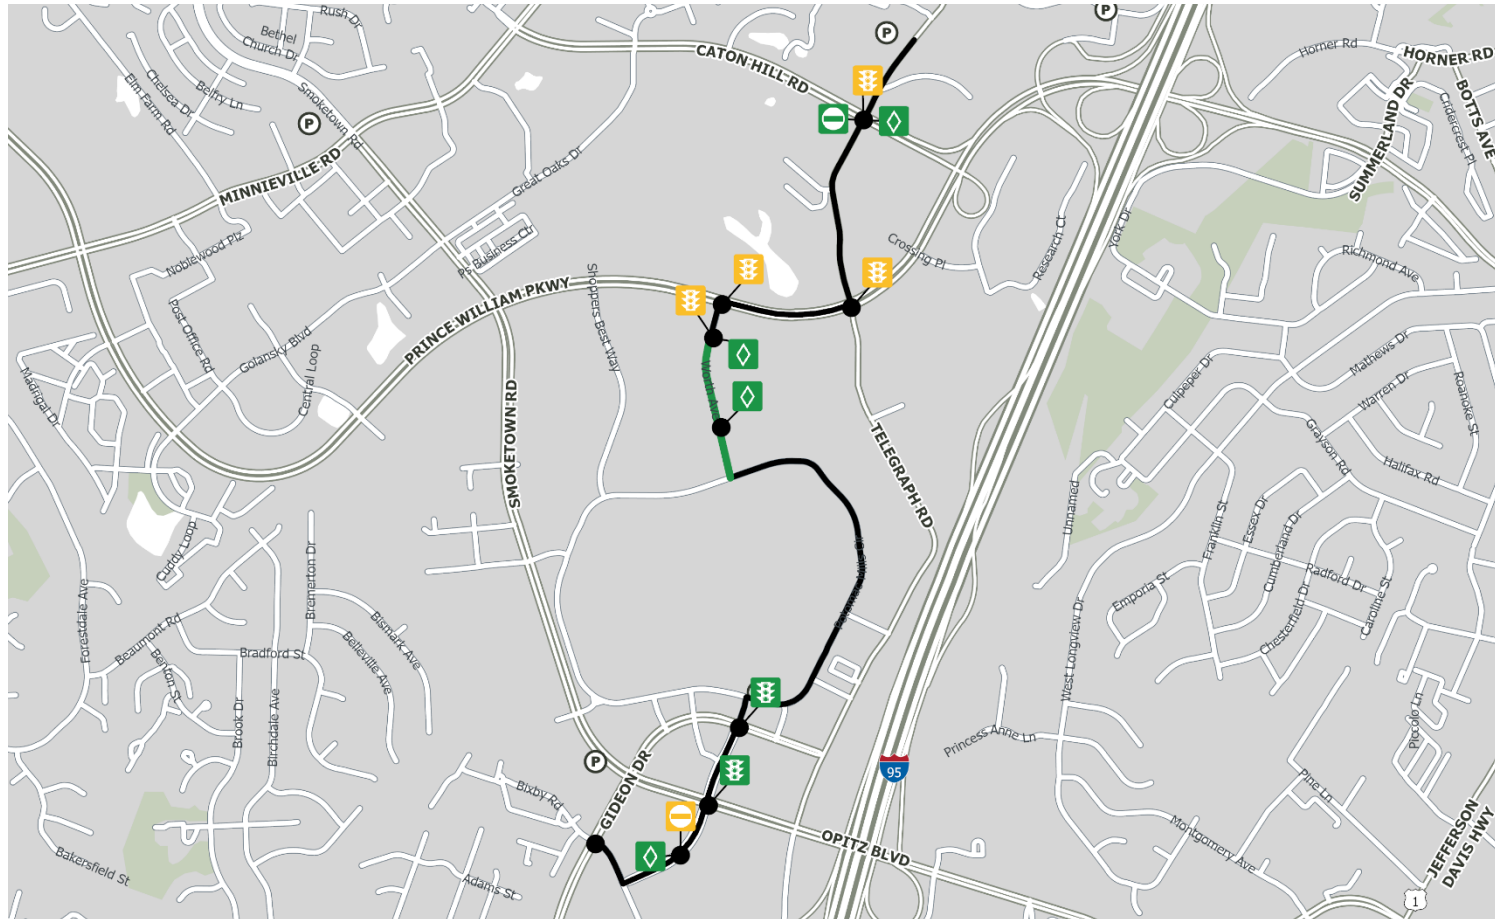 Rush Dr
Bethel
Church Dr
P
P
CATON HILL RD
Horner Rd
HORNER RD
BOTTS AVE
Cridercrest Pl
SUMMERLAND DR
Chelsea Dr
Belfry Ln
Elm Farm Rd
Smoketown Rd
P
MINNIEVILLE RD
Great Oaks Dr
Noblewood Plz
Ps Business Ctr
Crossing Pl
Research Ct
York Dr
Richmond Ave
Shoppers Best Way
PRINCE WILLIAM PKWY
Post Office Rd
Golansky Blvd
Central Loop
Madrigal Dr
Worth Ave
Culpeper Dr
Mathews Dr
Warren Dr
Roanoke St
Grayson Rd
Halifax Rd
SMOKETOWN RD
TELEGRAPH RD
Unnamed
Franklin St
Essex Dr
Cumberland Dr
Cuddy Loop
Bremerton Dr
Bismark Ave
Belleville Ave
Forestdale Ave
Beaumont Rd
Benton St
Bradford St
Brook Dr
Birchdale Ave
Potomac Mills Cir
Emporia St
Radford Dr
Caroline St
Chesterfield Dr
West Longview Dr
Princess Anne Ln
Piccolo Ln
Pine Ln
P
GIDEON DR
Bixby Rd
95
OPITZ BLVD
Montgomery Ave
JEFFERSON
DAVIS HWY
Bakersfield St
Adams St
1